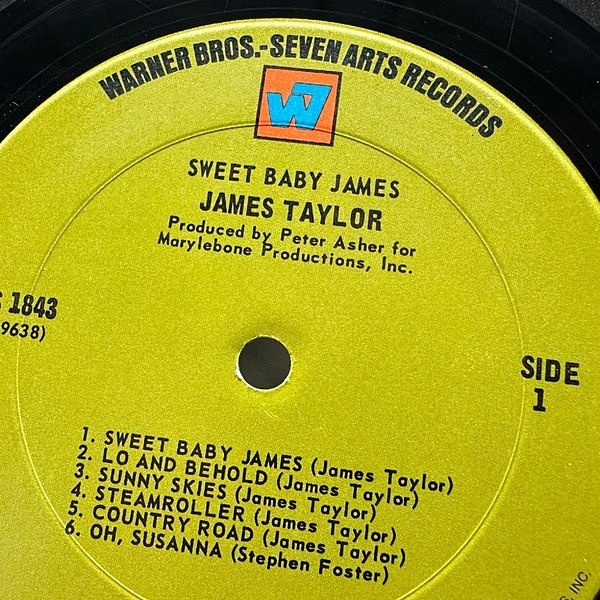 WARNER BROS.-SEVEN ARTS RECORDS
W7
SWEET BABY JAMES
JAMES TAYLOR
Produced by Peter Asher for
Marylebone Productions, Inc.
S 1843
9638)
SIDE
1
1. SWEET BABY JAMES (James Taylor)
2. LO AND BEHOLD (James Taylor)
3. SUNNY SKIES (James Taylor)
4. STEAMROLLER (James Taylor)
5. COUNTRY ROAD (James Taylor)
6. OH, SUSANNA (Stephen Foster)
INC.